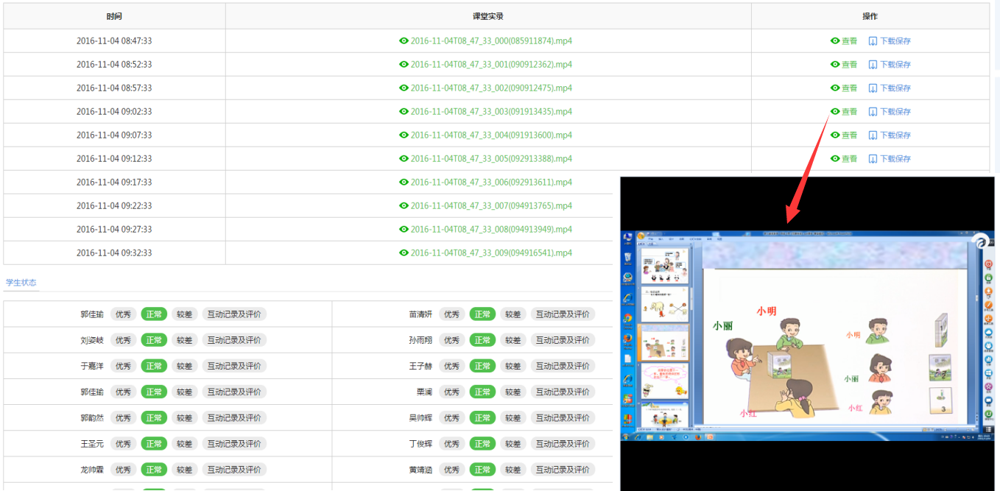 时间 课堂实录 操作
2016-11-04 08:47:33 2016-11-04T08_47_33_000(085911874).mp4 查看 下载保存
2016-11-04 08:52:33 2016-11-04T08_47_33_001(090912362).mp4 查看 下载保存
2016-11-04 08:57:33 2016-11-04T08_47_33_002(090912475).mp4 查看 下载保存
2016-11-04 09:02:33 2016-11-04T08_47_33_003(091913435).mp4 查看 下载保存
2016-11-04 09:07:33 2016-11-04T08_47_33_004(091913600).mp4 查看 下载保存
2016-11-04 09:12:33 2016-11-04T08_47_33_005(092913388).mp4 查看 下载保存
2016-11-04 09:17:33 2016-11-04T08_47_33_006(092913611).mp4
2016-11-04 09:22:33 2016-11-04T08_47_33_007(094913765).mp4
2016-11-04 09:27:33 2016-11-04T08_47_33_008(094913949).mp4
2016-11-04 09:32:33 2016-11-04T08_47_33_009(094916541).mp4
学生状态
郭佳瑜 优秀 正常 较差 互动记录及评价 苗清妍 优秀 正常 较差 互动记录及评价
刘姿岐 优秀 正常 较差 互动记录及评价 孙雨翔 优秀 正常 较差 互动记录及评价
于嘉洋 优秀 正常 较差 互动记录及评价 王子赫 优秀 正常 较差 互动记录及评价
郭佳瑜 优秀 正常 较差 互动记录及评价 栗澜 优秀 正常 较差 互动记录及评价
郭韵然 优秀 正常 较差 互动记录及评价 吴帅辉 优秀 正常 较差 互动记录及评价
王圣元 优秀 正常 较差 互动记录及评价 丁俊辉 优秀 正常 较差 互动记录及评价
龙帅霖 优秀 正常 较差 互动记录及评价 黄靖涵 优秀 正常 较差 互动记录及评价
小明
小丽
小明
小丽
小红
小红
1
3